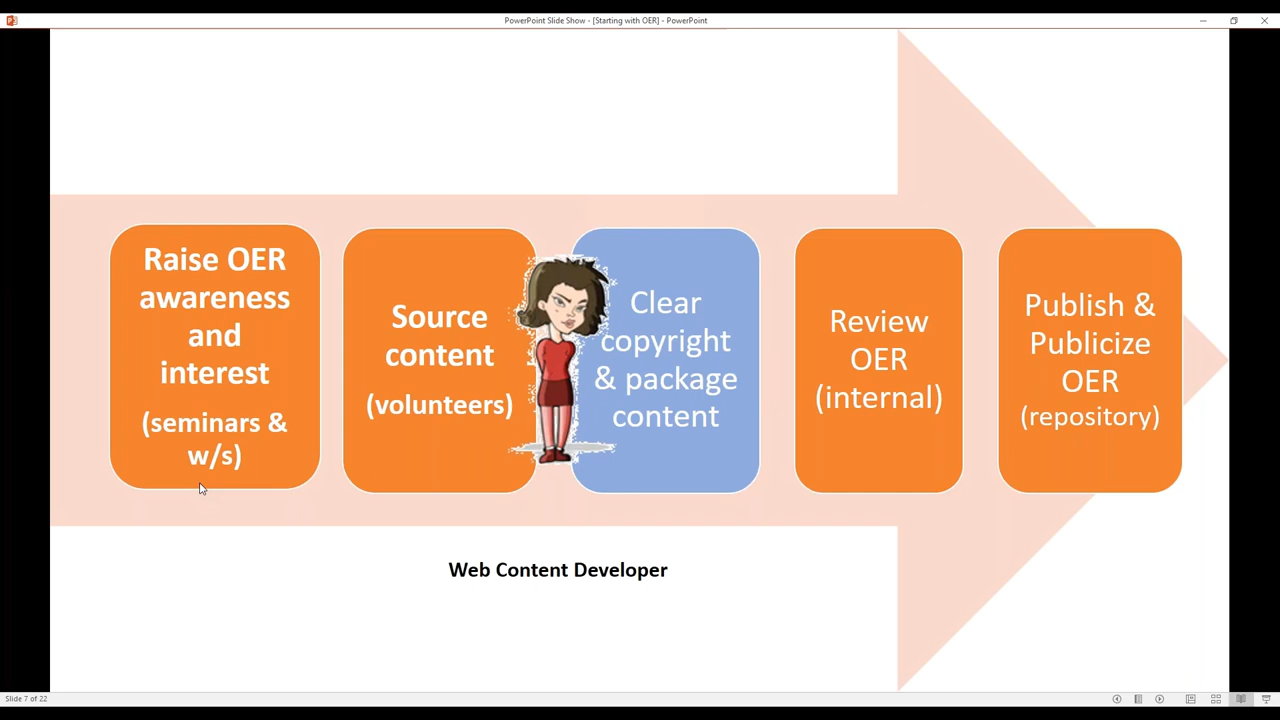 PowerPoint Slide Show - [Starting with OER] - PowerPoint
Raise OER
awareness
and
interest
(seminars &
w/s)
Source
content
(volunteers)
Clear
copyright
& package
content
Review
OER
(internal)
Publish &
Publicize
OER
(repository)
Web Content Developer
Slide 7 of 22